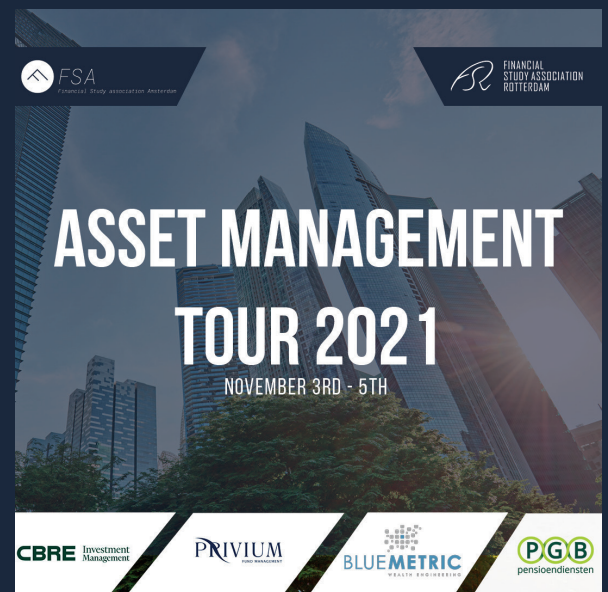 FSA
Financial Study association Amsterdam
FSR
FINANCIAL
STUDY ASSOCIATION
ROTTERDAM
ASSET MANAGEMENT
TOUR 2021
NOVEMBER 3RD - 5TH
CBRE Investment
Management
PRIVIUM
FUND MANAGEMENT
BLUEMETRIC
WEALTH ENGINEERING
PGB
pensioendiensten